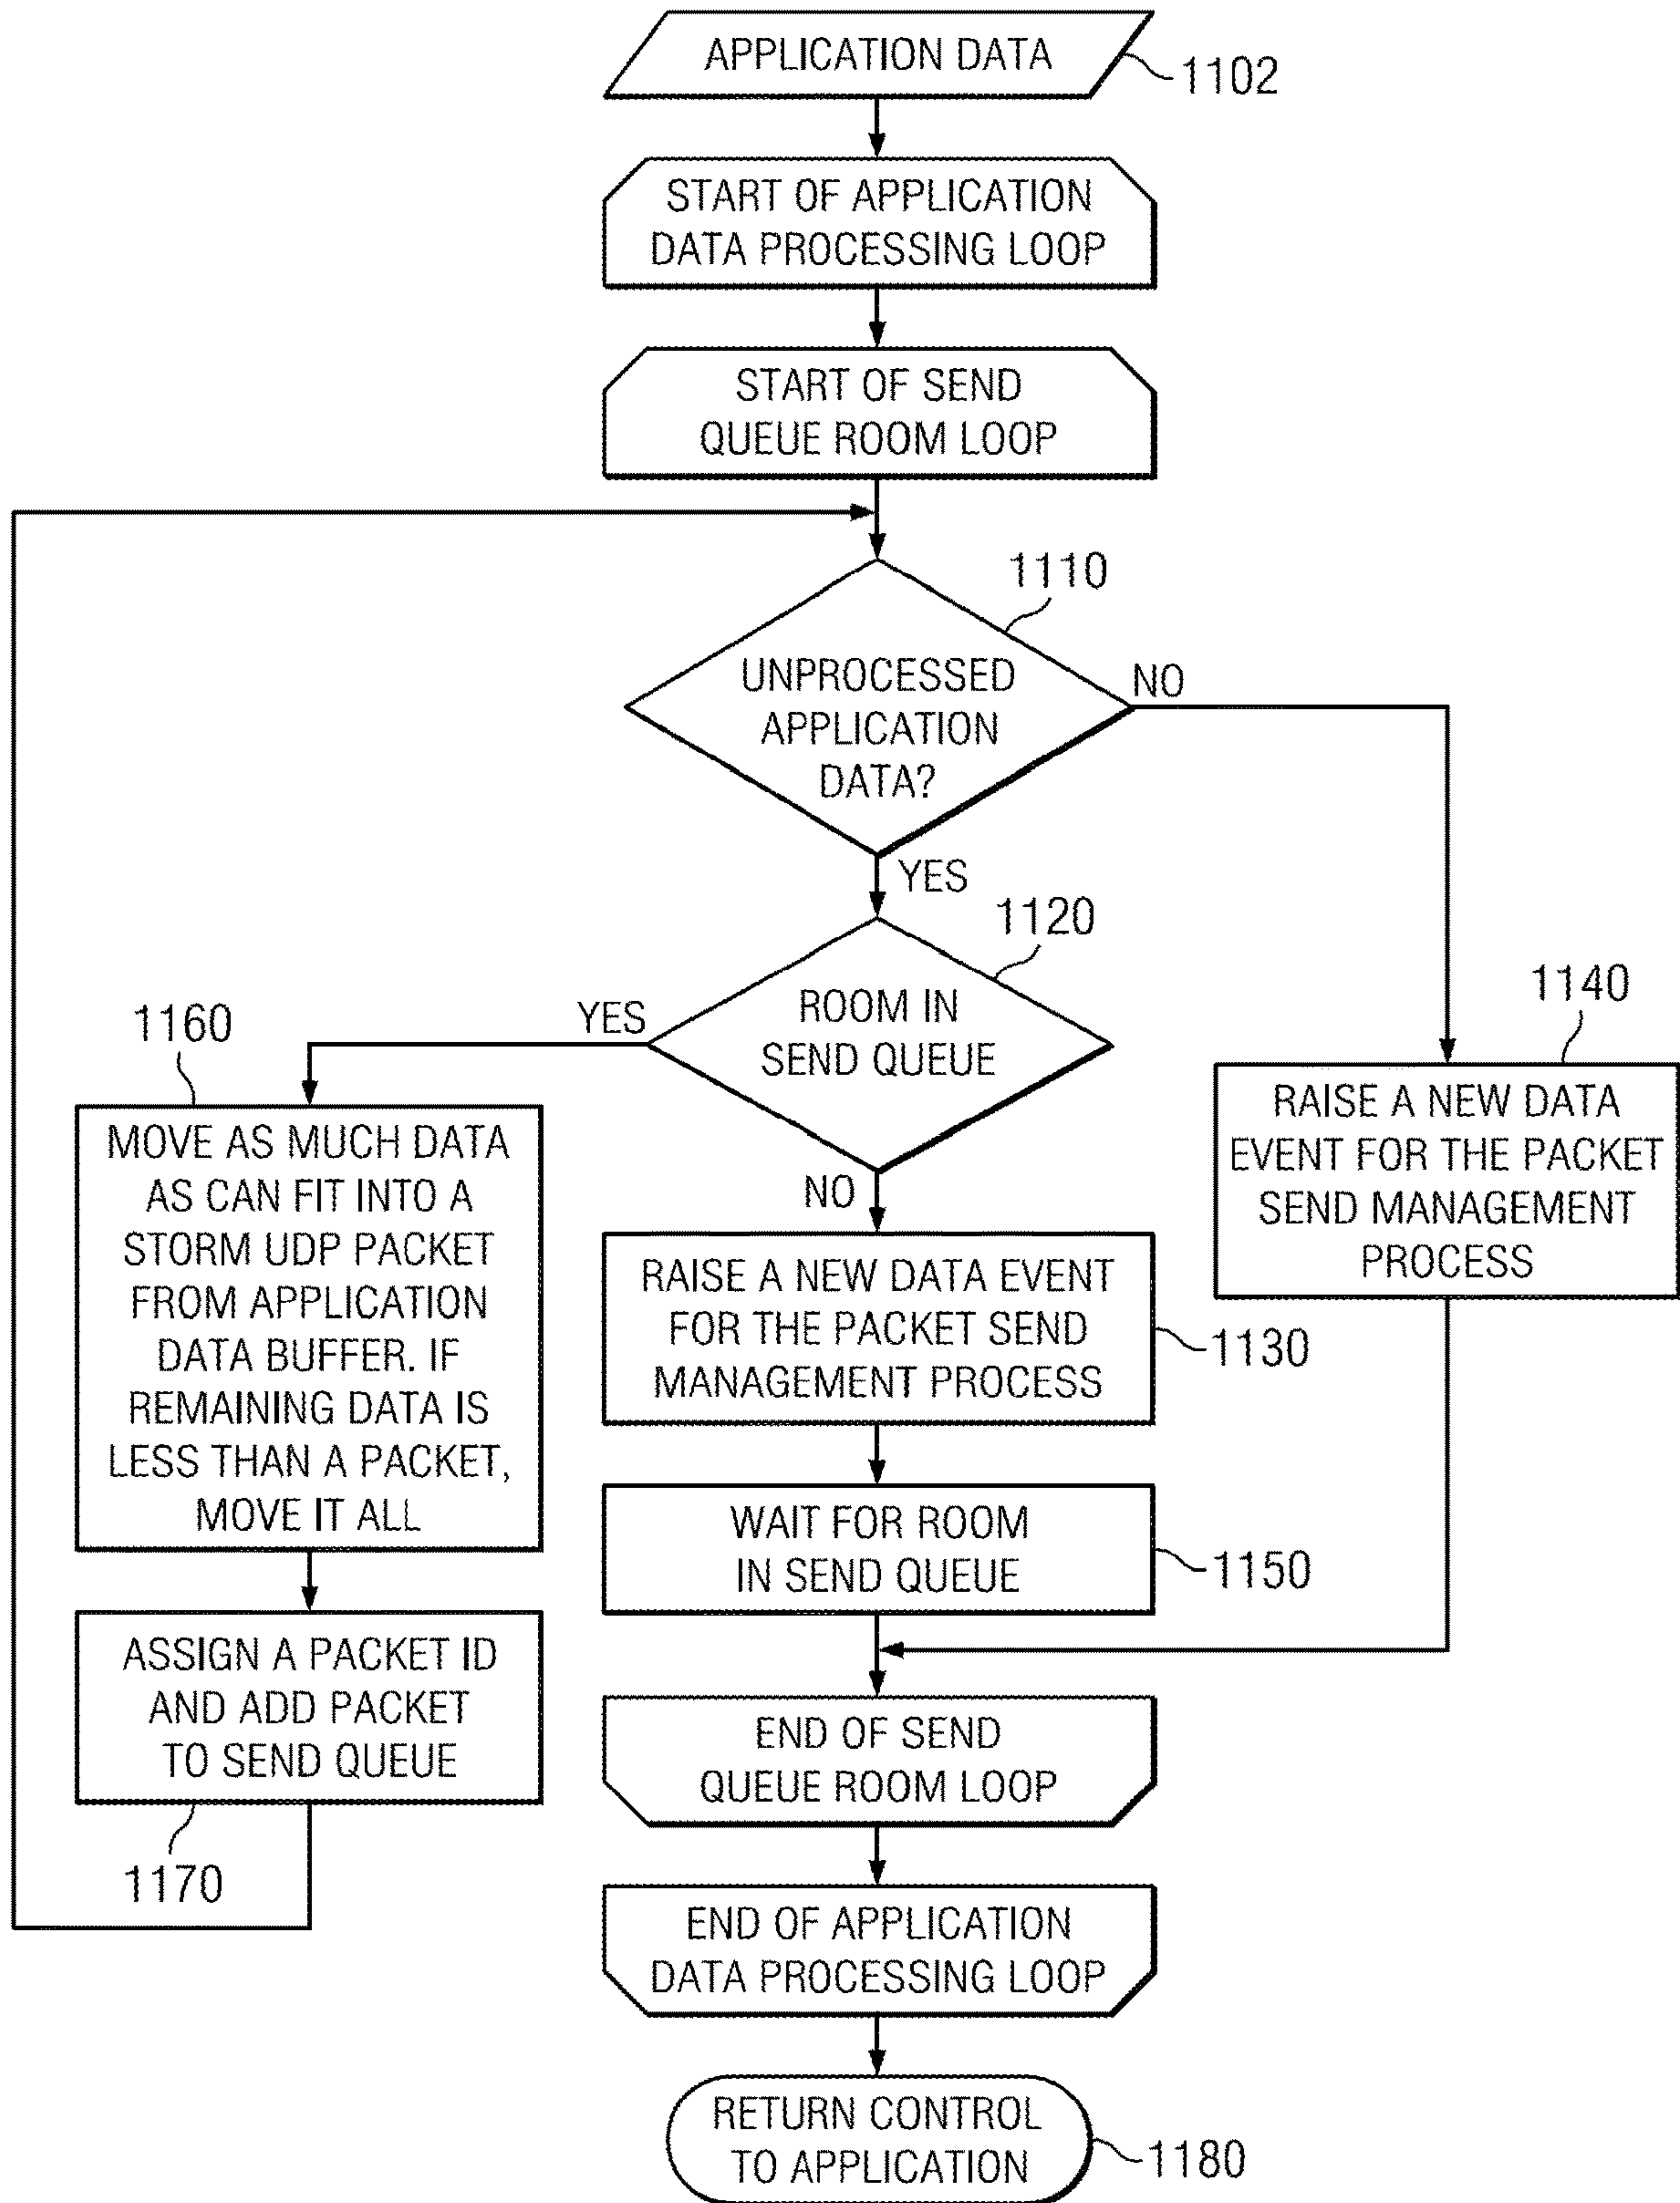 APPLICATION DATA
1102
START OF APPLICATION
DATA PROCESSING LOOP
START OF SEND
QUEUE ROOM LOOP
1110
UNPROCESSED
APPLICATION
DATA?
NO
YES
1120
ROOM IN
SEND QUEUE
YES
NO
1160
MOVE AS MUCH DATA
AS CAN FIT INTO A
STORM UDP PACKET
FROM APPLICATION
DATA BUFFER. IF
REMAINING DATA IS
LESS THAN A PACKET,
MOVE IT ALL
1140
RAISE A NEW DATA
EVENT FOR THE PACKET
SEND MANAGEMENT
PROCESS
RAISE A NEW DATA EVENT
FOR THE PACKET SEND
MANAGEMENT PROCESS
1130
WAIT FOR ROOM
IN SEND QUEUE
1150
ASSIGN A PACKET ID
AND ADD PACKET
TO SEND QUEUE
1170
END OF SEND
QUEUE ROOM LOOP
END OF APPLICATION
DATA PROCESSING LOOP
RETURN CONTROL
TO APPLICATION
1180